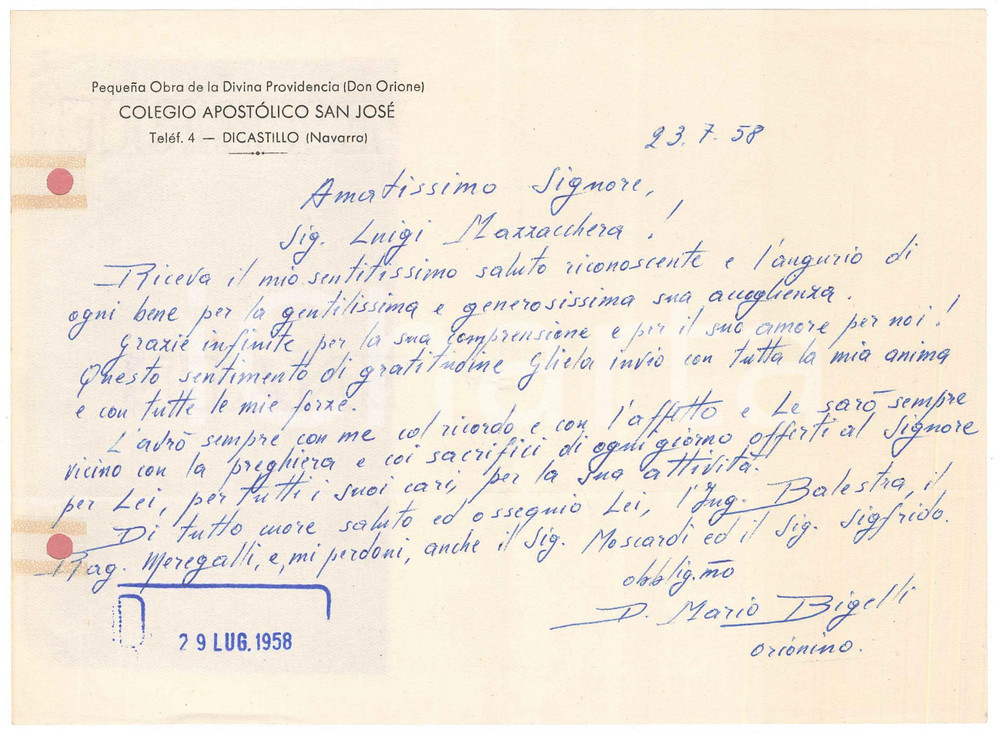 Pequeña Obra de la Divina Providencia (Don Orione)
COLEGIO APOSTÓLICO SAN JOSÉ
Teléf. 4 — DICASTILLO (Navarra)
23.7.58
Amatissimo Signore,
Sig. Luigi Mazzacchera!
Riceva il mio sentitissimo saluto riconoscente e l'augurio di
ogni bene per la gentilissima e generosissima sua accoglienza.
Grazie infinite per la sua comprensione e per il suo amore per noi!
Questo sentimento di gratitudine Gliela invio con tutta la mia anima
e con tutte le mie forze.
L'avrò sempre con me col ricordo e con l'affetto e Le sarò sempre
vicino con la preghiera e coi sacrifici di ogni giorno offerti al Signore
per Lei, per tutti i suoi cari, per la sua attività.
Di tutto cuore saluto ed ossequio Lei, l'Ing. Balestra, il
Rag. Meregalli, e, mi perdoni, anche il Sig. Moscardi ed il Sig. Sigfrido.
obblig.mo
D. Mario Bigelli
orionino.
29 LUG. 1958